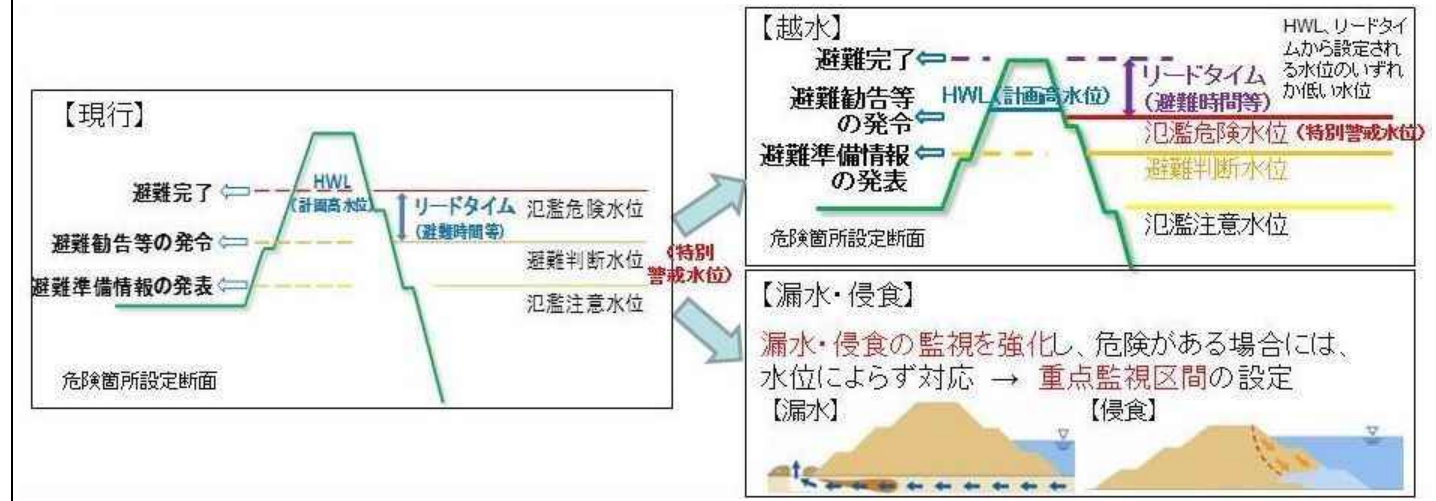 【現行】
避難完了
HWL
(計画高水位)
リードタイム
(避難時間等)
氾濫危険水位
避難勧告等の発令
避難判断水位
(特別
警戒水位)
避難準備情報の発表
氾濫注意水位
危険箇所設定断面
【越水】
避難完了
HWL、リードタイ
ムから設定され
る水位のいずれ
か低い水位
リードタイム
(避難時間等)
避難勧告等
の発令
HWL(計画高水位)
氾濫危険水位(特別警戒水位)
避難準備情報
の発表
避難判断水位
氾濫注意水位
危険箇所設定断面
【漏水・侵食】
漏水・侵食の監視を強化し、危険がある場合には、
水位によらず対応 → 重点監視区間の設定
【漏水】
【侵食】